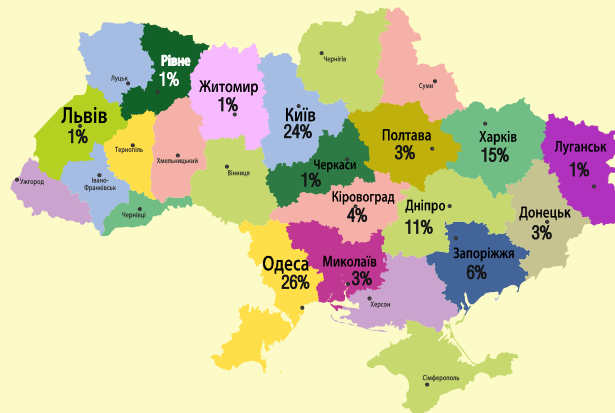 Чернігів
Луцьк
Рівне
1%
Суми
Житомир
1%
Київ
24%
Львів
1%
Полтава
3%
Харків
15%
Луганськ
1%
Тернопіль
Хмельницький
Вінниця
Черкаси
1%
Ужгород
Івано-
Франківськ
Чернівці
Кіровоград
4%
Дніпро
11%
Донецьк
3%
Одеса
26%
Миколаїв
3%
Запоріжжя
6%
Херсон
Сімферополь